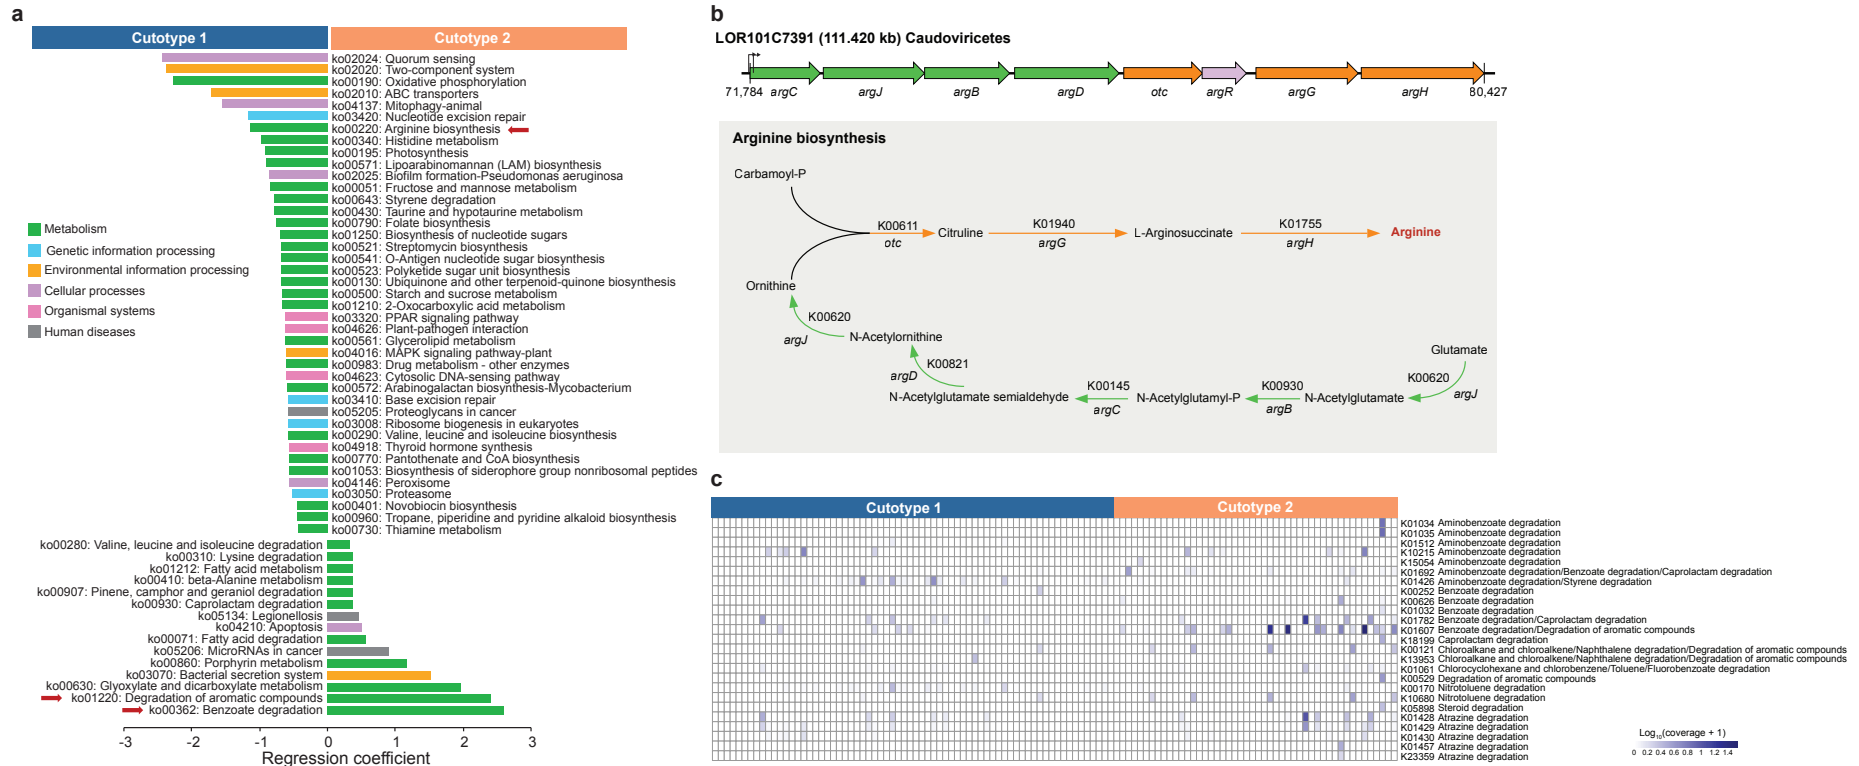 a
Cutotype 1
Cutotype 2
ko02024: Quorum sensing
ko02020: Two-component system
ko00190: Oxidative phosphorylation
ko02010: ABC transporters
ko04137: Mitophagy-animal
ko03420: Nucleotide excision repair
ko00220: Arginine biosynthesis
ko00340: Histidine metabolism
ko00195: Photosynthesis
ko00571: Lipoarabinomannan (LAM) biosynthesis
ko02025: Biofilm formation-Pseudomonas aeruginosa
ko00051: Fructose and mannose metabolism
ko00643: Styrene degradation
ko00430: Taurine and hypotaurine metabolism
ko00790: Folate biosynthesis
ko01250: Biosynthesis of nucleotide sugars
ko00521: Streptomycin biosynthesis
ko00541: O-Antigen nucleotide sugar biosynthesis
ko00523: Polyketide sugar unit biosynthesis
ko00130: Ubiquinone and other terpenoid-quinone biosynthesis
ko00500: Starch and sucrose metabolism
ko01210: 2-Oxocarboxylic acid metabolism
ko03320: PPAR signaling pathway
ko04626: Plant-pathogen interaction
ko00561: Glycerolipid metabolism
ko04016: MAPK signaling pathway-plant
ko00983: Drug metabolism - other enzymes
ko04623: Cytosolic DNA-sensing pathway
ko00572: Arabinogalactan biosynthesis-Mycobacterium
ko03410: Base excision repair
ko05205: Proteoglycans in cancer
ko03008: Ribosome biogenesis in eukaryotes
ko00290: Valine, leucine and isoleucine biosynthesis
ko04918: Thyroid hormone synthesis
ko00770: Pantothenate and CoA biosynthesis
ko01053: Biosynthesis of siderophore group nonribosomal peptides
ko04146: Peroxisome
ko03050: Proteasome
ko00401: Novobiocin biosynthesis
ko00960: Tropane, piperidine and pyridine alkaloid biosynthesis
ko00730: Thiamine metabolism
Metabolism
Genetic information processing
Environmental information processing
Cellular processes
Organismal systems
Human diseases
ko00280: Valine, leucine and isoleucine degradation
ko00310: Lysine degradation
ko01212: Fatty acid metabolism
ko00410: beta-Alanine metabolism
ko00907: Pinene, camphor and geraniol degradation
ko00930: Caprolactam degradation
ko05134: Legionellosis
ko04210: Apoptosis
ko00071: Fatty acid degradation
ko05206: MicroRNAs in cancer
ko00860: Porphyrin metabolism
ko03070: Bacterial secretion system
ko00630: Glyoxylate and dicarboxylate metabolism
ko01220: Degradation of aromatic compounds
ko00362: Benzoate degradation
-3 -2 -1 0 1 2 3
Regression coefficient
b
LOR101C7391 (111.420 kb) Caudoviricetes
71,784 argC argJ argB argD otc argR argG argH 80,427
Arginine biosynthesis
Carbamoyl-P
K00611 K01940 K01755
Citruline L-Arginosuccinate Arginine
otc argG argH
Ornithine
K00620
argJ
N-Acetylornithine
Glutamate
K00821
argD
K00620
argJ
K00145 K00930
N-Acetylglutamate semialdehyde N-Acetylglutamyl-P N-Acetylglutamate
argC argB
c
Cutotype 1
Cutotype 2
K01034 Aminobenzoate degradation
K01035 Aminobenzoate degradation
K01512 Aminobenzoate degradation
K10215 Aminobenzoate degradation
K15054 Aminobenzoate degradation
K01692 Aminobenzoate degradation/Benzoate degradation/Caprolactam degradation
K01426 Aminobenzoate degradation/Styrene degradation
K00252 Benzoate degradation
K00626 Benzoate degradation
K01032 Benzoate degradation
K01782 Benzoate degradation/Caprolactam degradation
K01607 Benzoate degradation/Degradation of aromatic compounds
K18199 Caprolactam degradation
K00121 Chloroalkane and chloroalkene/Naphthalene degradation/Degradation of aromatic compounds
K13953 Chloroalkane and chloroalkene/Naphthalene degradation/Degradation of aromatic compounds
K01061 Chlorocyclohexane and chlorobenzene/Toluene/Fluorobenzoate degradation
K00529 Degradation of aromatic compounds
K00170 Nitrotoluene degradation
K10680 Nitrotoluene degradation
K05898 Steroid degradation
K01428 Atrazine degradation
K01429 Atrazine degradation
K01430 Atrazine degradation
K01457 Atrazine degradation
K23359 Atrazine degradation
Log10(coverage + 1)
0 0.2 0.4 0.6 0.8 1 1.2 1.4